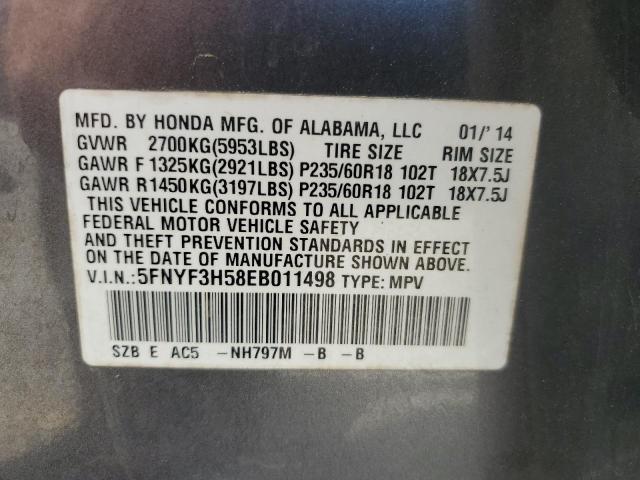 MFD. BY HONDA MFG. OF ALABAMA, LLC 01/'14
GVWR 2700KG(5953LBS) TIRE SIZE RIM SIZE
GAWR F 1325KG(2921LBS) P235/60R18 102T 18X7.5J
GAWR R1450KG(3197LBS) P235/60R18 102T 18X7.5J
THIS VEHICLE CONFORMS TO ALL APPLICABLE
FEDERAL MOTOR VEHICLE SAFETY
AND THEFT PREVENTION STANDARDS IN EFFECT
ON THE DATE OF MANUFACTURE SHOWN ABOVE.
V.I.N.:5FNYF3H58EB011498 TYPE: MPV
SZB E AC5 -NH797M -B -B